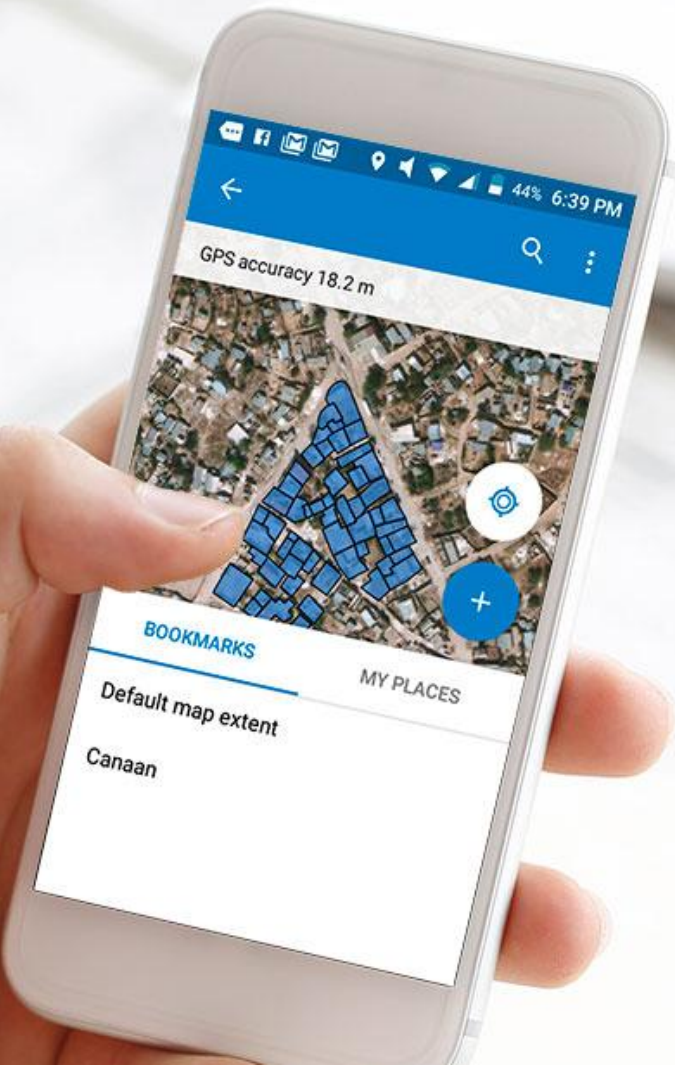 44% 6:39 PM
GPS accuracy 18.2 m
BOOKMARKS
MY PLACES
Default map extent
Canaan